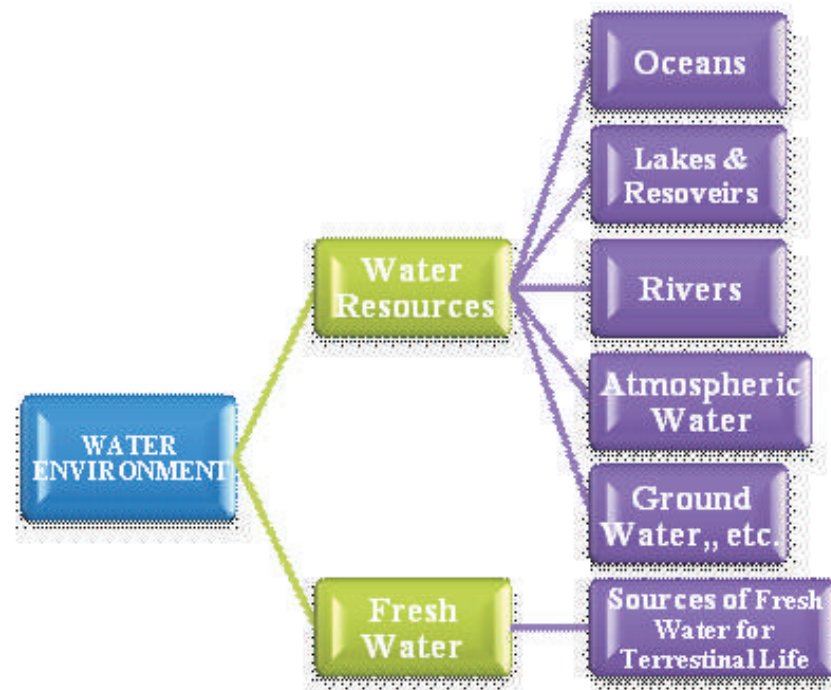 WATER
ENVIRONMENT
Water
Resources
Fresh
Water
Oceans
Lakes &
Resoveirs
Rivers
Atmospheric
Water
Ground
Water,, etc.
Sources of Fresh
Water for
Terrestinal Life